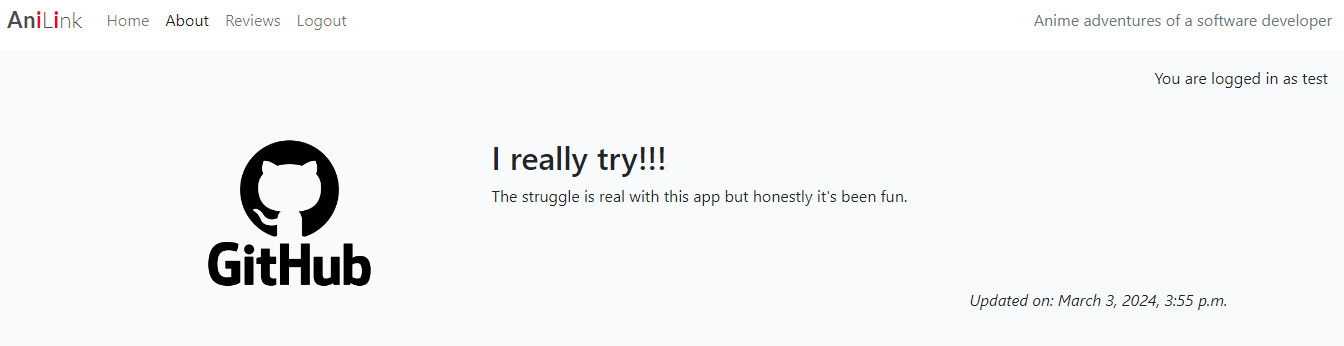 AniLink Home About Reviews Logout Anime adventures of a software developer
You are logged in as test
I really try!!!
The struggle is real with this app but honestly it's been fun.
GitHub
Updated on: March 3, 2024, 3:55 p.m.